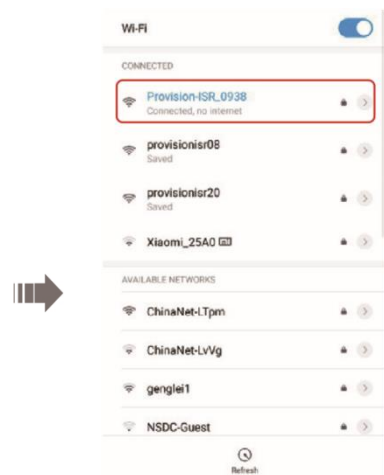 Wi-Fi
CONNECTED
Provision-ISR_0938
Connected, no internet
provisionisr08
Saved
provisionisr20
Saved
Xiaomi_25A0
AVAILABLE NETWORKS
ChinaNet-LTpm
ChinaNet-LvVg
genglei1
NSDC-Guest
Refresh